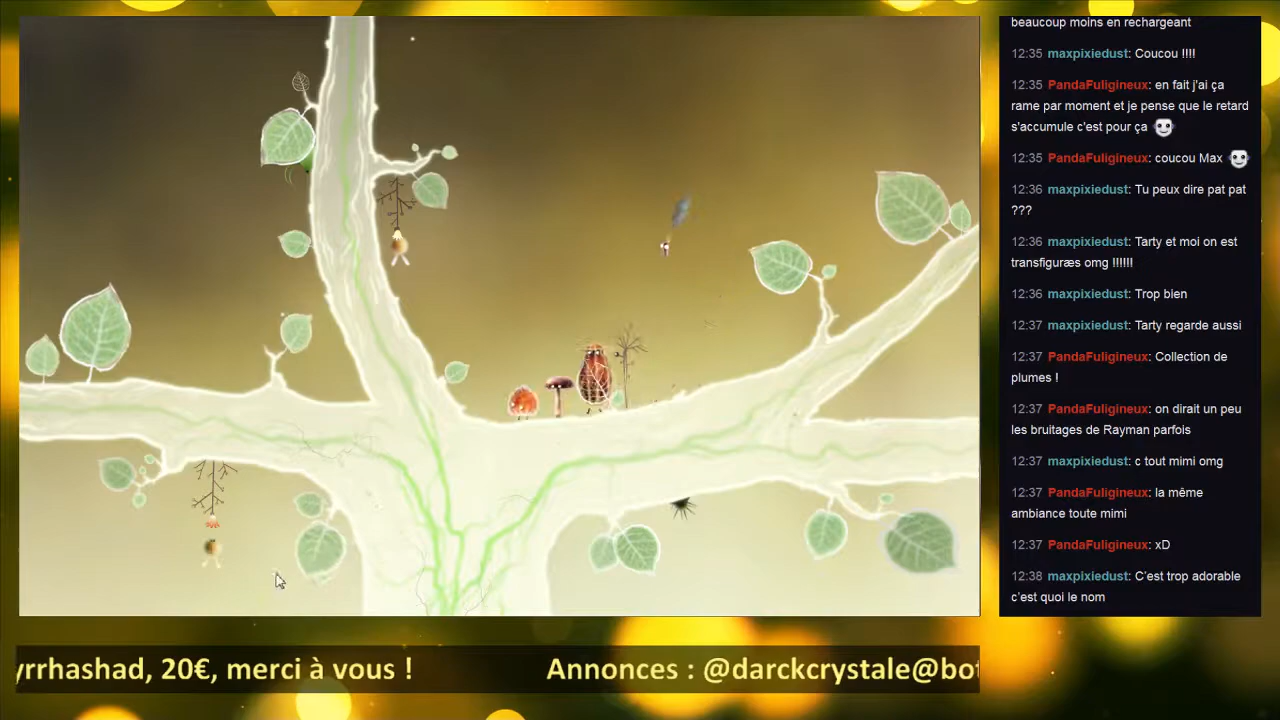 beaucoup moins en rechargeant
12:35 maxpixiedust: Coucou !!!!
12:35 PandaFuligineux: en fait j'ai ça
rame par moment et je pense que le retard
s'accumule c'est pour ça
12:35 PandaFuligineux: coucou Max
12:36 maxpixiedust: Tu peux dire pat pat
???
12:36 maxpixiedust: Tarty et moi on est
transfiguræs omg !!!!!!
12:36 maxpixiedust: Trop bien
12:37 maxpixiedust: Tarty regarde aussi
12:37 PandaFuligineux: Collection de
plumes !
12:37 PandaFuligineux: on dirait un peu
les bruitages de Rayman parfois
12:37 maxpixiedust: c tout mimi omg
12:37 PandaFuligineux: la même
ambiance toute mimi
12:37 PandaFuligineux: xD
12:38 maxpixiedust: C'est trop adorable
c'est quoi le nom
yrrhashad, 20€, merci à vous ! Annonces : @darckcrystale@bot